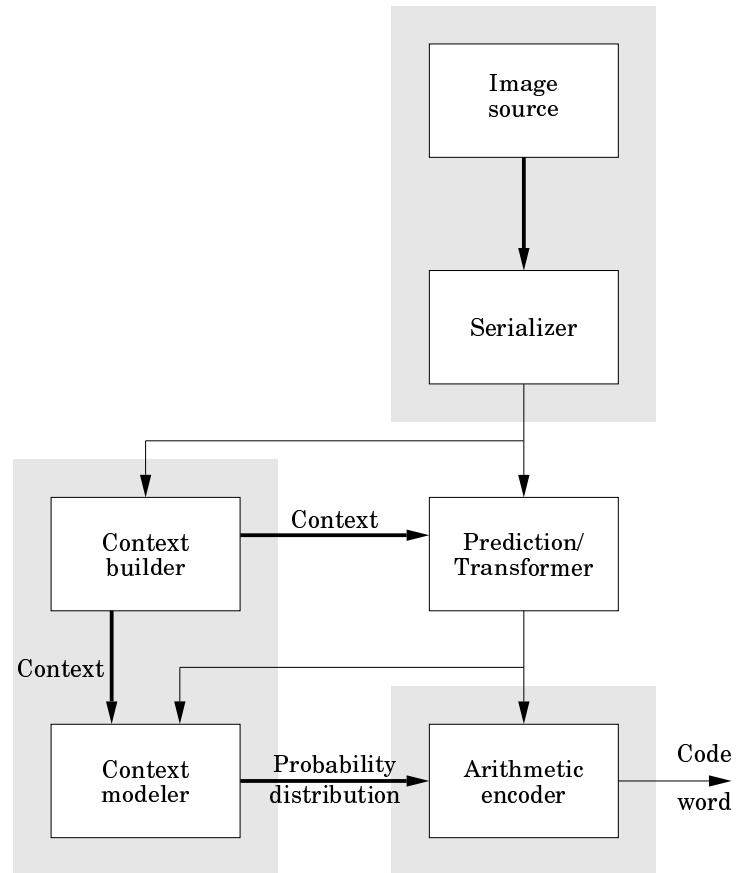 Image
source
Serializer
Context
builder
Context
Prediction/
Transformer
Context
Context
modeler
Probability
distribution
Arithmetic
encoder
Code
word